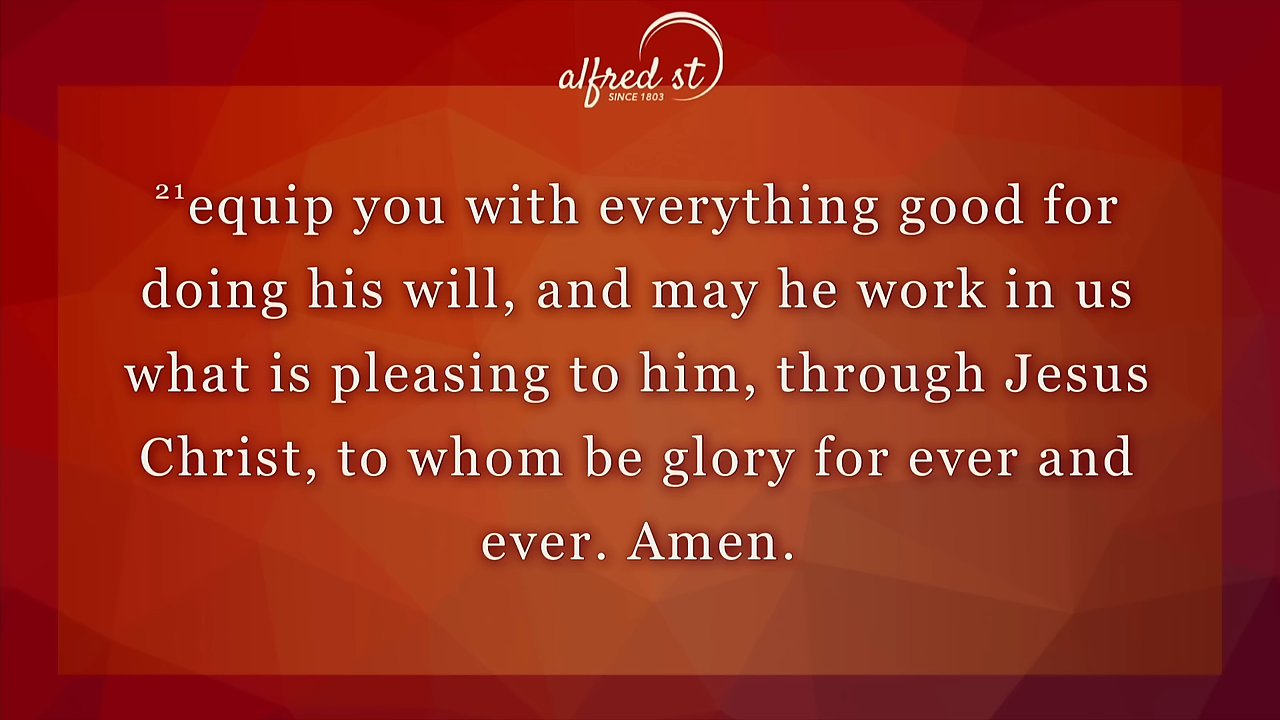 alfred st
SINCE 1803
21equip you with everything good for
doing his will, and may he work in us
what is pleasing to him, through Jesus
Christ, to whom be glory for ever and
ever. Amen.